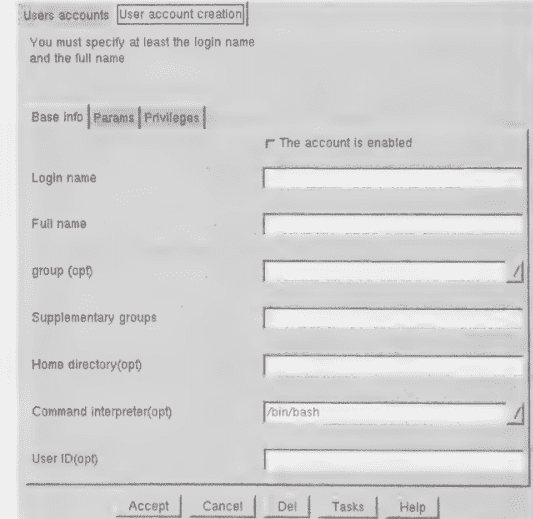 Users accounts User account creation
You must specify at least the login name
and the full name
Base info Params Privileges
The account is enabled
Login name
Full name
group (opt)
Supplementary groups
Home directory(opt)
Command interpreter(opt) /bin/bash
User ID(opt)
Accept Cancel Del Tasks Help